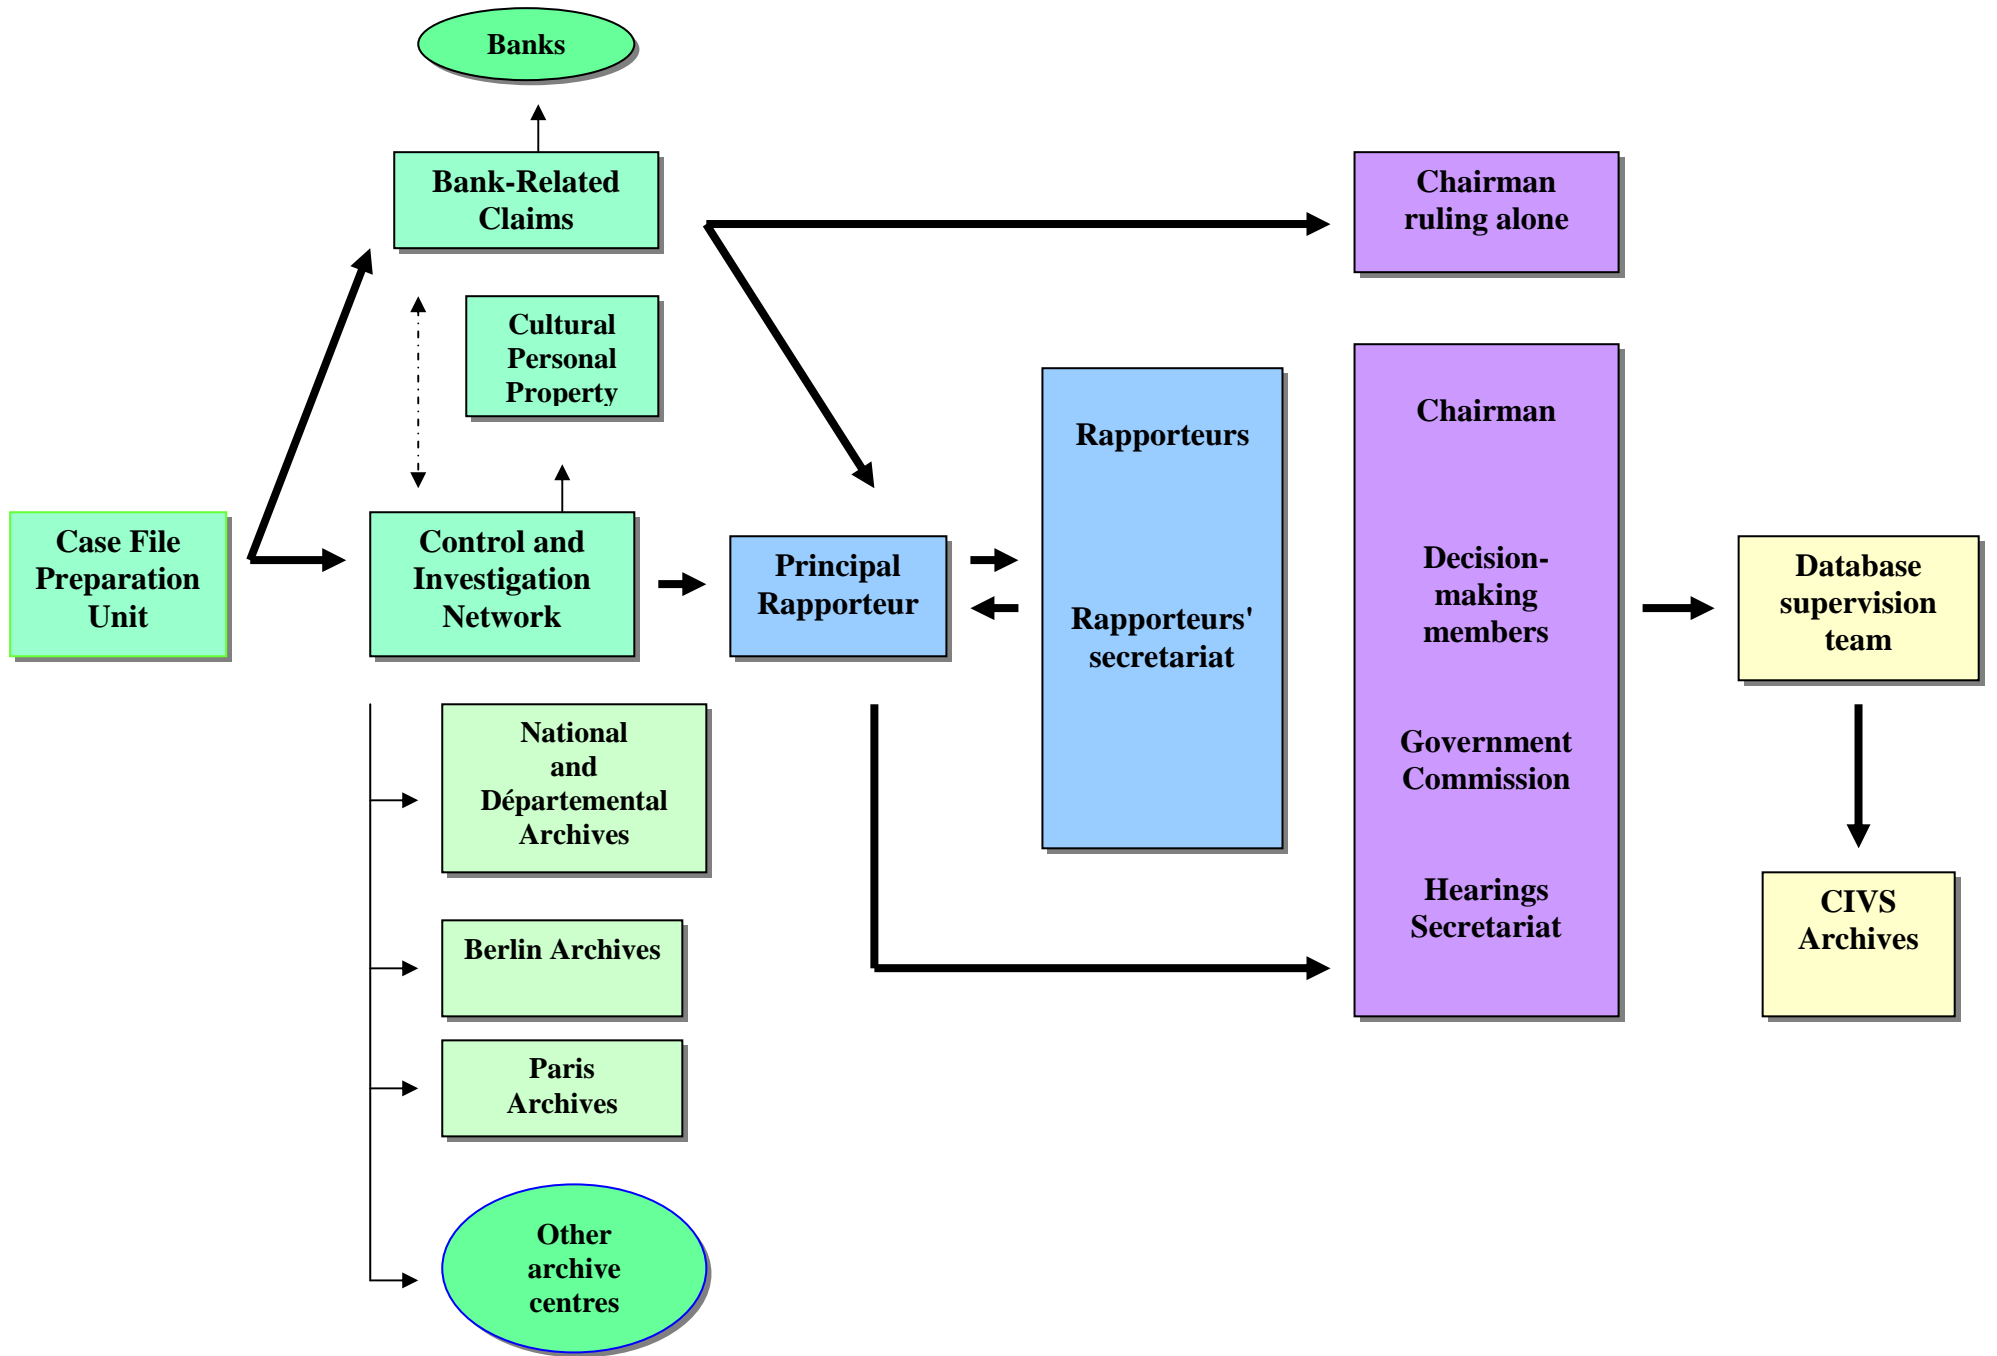 Banks
Bank-Related
Claims
Chairman
ruling alone
Cultural
Personal
Property
Rapporteurs
Rapporteurs'
secretariat
Chairman
Decision-
making
members
Government
Commission
Hearings
Secretariat
Case File
Preparation
Unit
Control and
Investigation
Network
Principal
Rapporteur
Database
supervision
team
National
and
Départemental
Archives
CIVS
Archives
Berlin Archives
Paris
Archives
Other
archive
centres